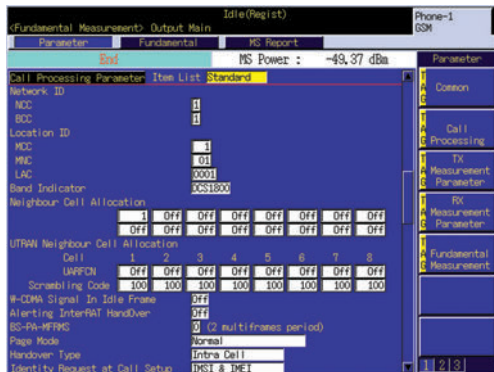 Idle(Regist)
Phone-1
<Fundamental Measurement> Output Main
GSM
Parameter Fundamental MS Report
End MS Power : -49.37 dBm
Parameter
Call Processing Parameter Item List Standard
Network ID
NCC 1
BCC 1
Location ID
MCC 1
MNC 01
LAC 0001
Band Indicator DCS1800
Neighbour Cell Allocation
1 Off Off Off Off Off Off Off
Off Off Off Off Off Off Off Off
UTRAN Neighbour Cell Allocation
Cell 1 2 3 4 5 6 7 8
UARFCN Off Off Off Off Off Off Off Off
Scrambling Code 100 100 100 100 100 100 100 100
W-CDMA Signal In Idle Frame Off
Alerting InterRAT HandOver Off
BS-PA-MFRMS 0 (2 multiframes period)
Page Mode Normal
Handover Type Intra Cell
Identity Request at Call Setup IMSI & IMEI
TAG
Common
TAG
Call
Processing
TAG
TX
Measurement
Parameter
TAG
RX
Measurement
Parameter
TAG
Fundamental
Measurement
1 2 3